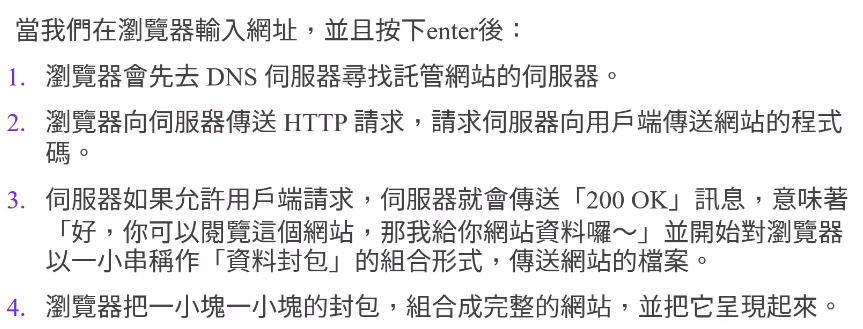 當我們在瀏覽器輸入網址，並且按下enter後：
1. 瀏覽器會先去 DNS 伺服器尋找託管網站的伺服器。
2. 瀏覽器向伺服器傳送 HTTP 請求，請求伺服器向用戶端傳送網站的程式
碼。
3. 伺服器如果允許用戶端請求，伺服器就會傳送「200 OK」訊息，意味著
「好，你可以閱覽這個網站，那我給你網站資料囉～」並開始對瀏覽器
以一小串稱作「資料封包」的組合形式，傳送網站的檔案。
4. 瀏覽器把一小塊一小塊的封包，組合成完整的網站，並把它呈現起來。